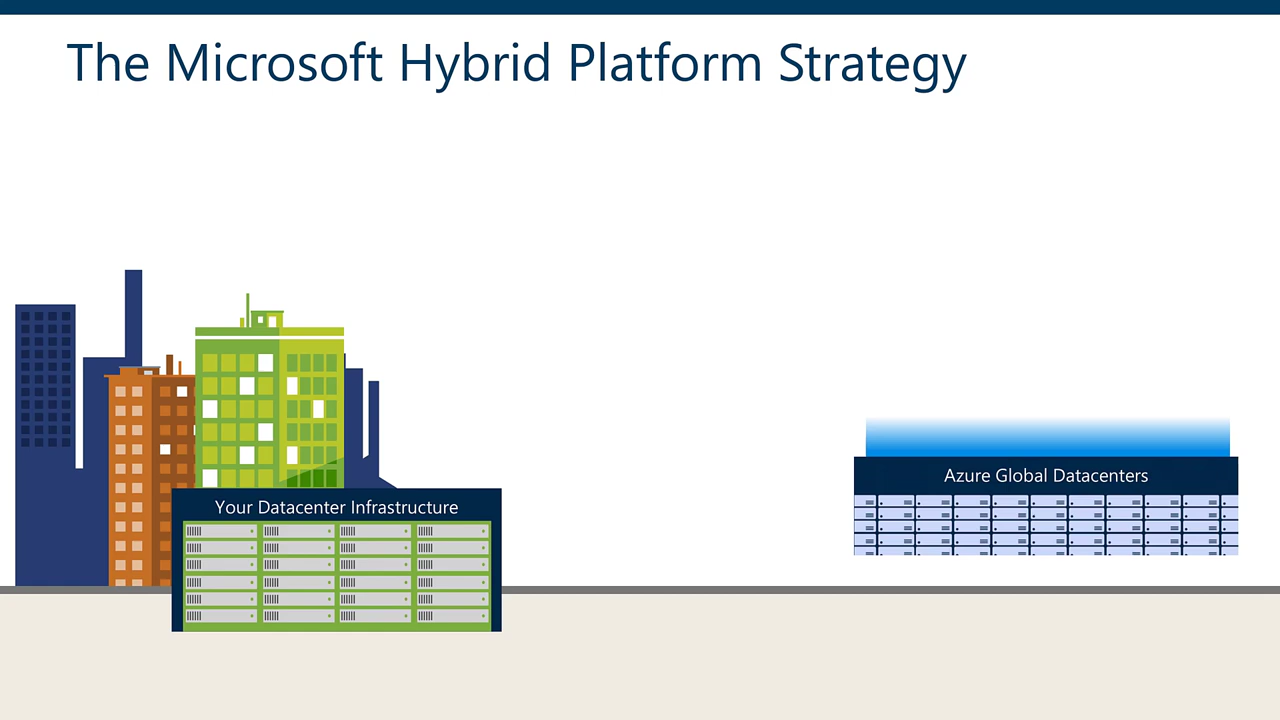 The Microsoft Hybrid Platform Strategy
Azure Global Datacenters
Your Datacenter Infrastructure